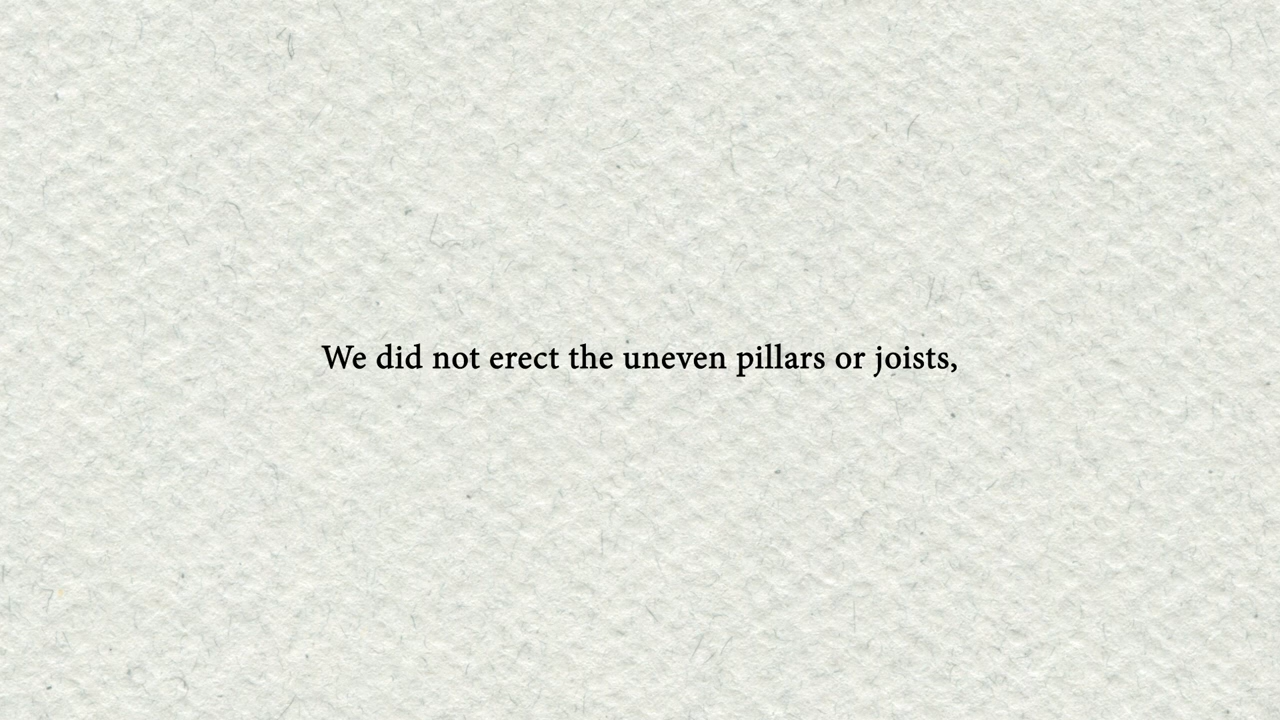 We did not erect the uneven pillars or joists,